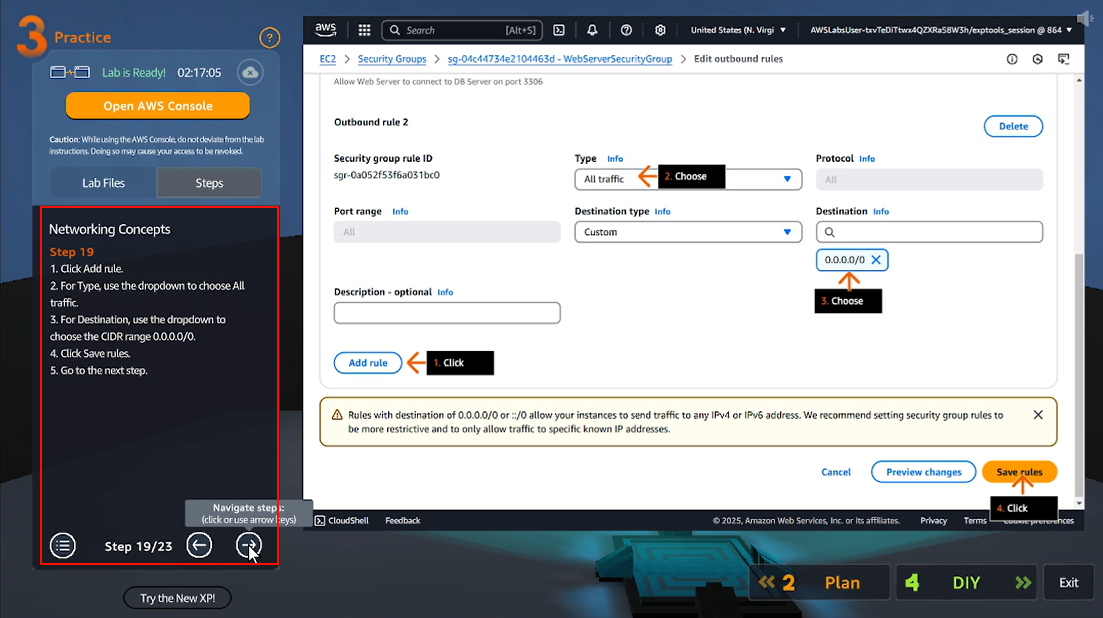 3 Practice
?
Lab is Ready! 02:17:05
Open AWS Console
Caution: While using the AWS Console, do not deviate from the lab
instructions. Doing so may cause your access to be revoked.
Lab Files
Steps
Networking Concepts
Step 19
1. Click Add rule.
2. For Type, use the dropdown to choose All
traffic.
3. For Destination, use the dropdown to
choose the CIDR range 0.0.0.0/0.
4. Click Save rules.
5. Go to the next step.
Navigate steps:
(click or use arrow keys)
Step 19/23
Try the New XP!
aws
Search [Alt+S]
United States (N. Virgi
AWSLabsUser-txvTeDiTtwx4QZXRa58W3h/exptools_session @ 864
EC2 > Security Groups > sg-04c44734e2104463d - WebServerSecurityGroup > Edit outbound rules
Allow Web Server to connect to DB Server on port 3306
Outbound rule 2
Delete
Security group rule ID
sgr-0a052f53f6a031bc0
Type Info
All traffic
2. Choose
Protocol Info
All
Port range Info
All
Destination type Info
Custom
Destination Info
0.0.0.0/0
3. Choose
Description - optional Info
Add rule
1. Click
Rules with destination of 0.0.0.0/0 or ::/0 allow your instances to send traffic to any IPv4 or IPv6 address. We recommend setting security group rules to
be more restrictive and to only allow traffic to specific known IP addresses.
Cancel
Preview changes
Save rules
4. Click
CloudShell
Feedback
© 2025, Amazon Web Services, Inc. or its affiliates.
Privacy
Terms
Cookie preferences
2 Plan
4 DIY
Exit